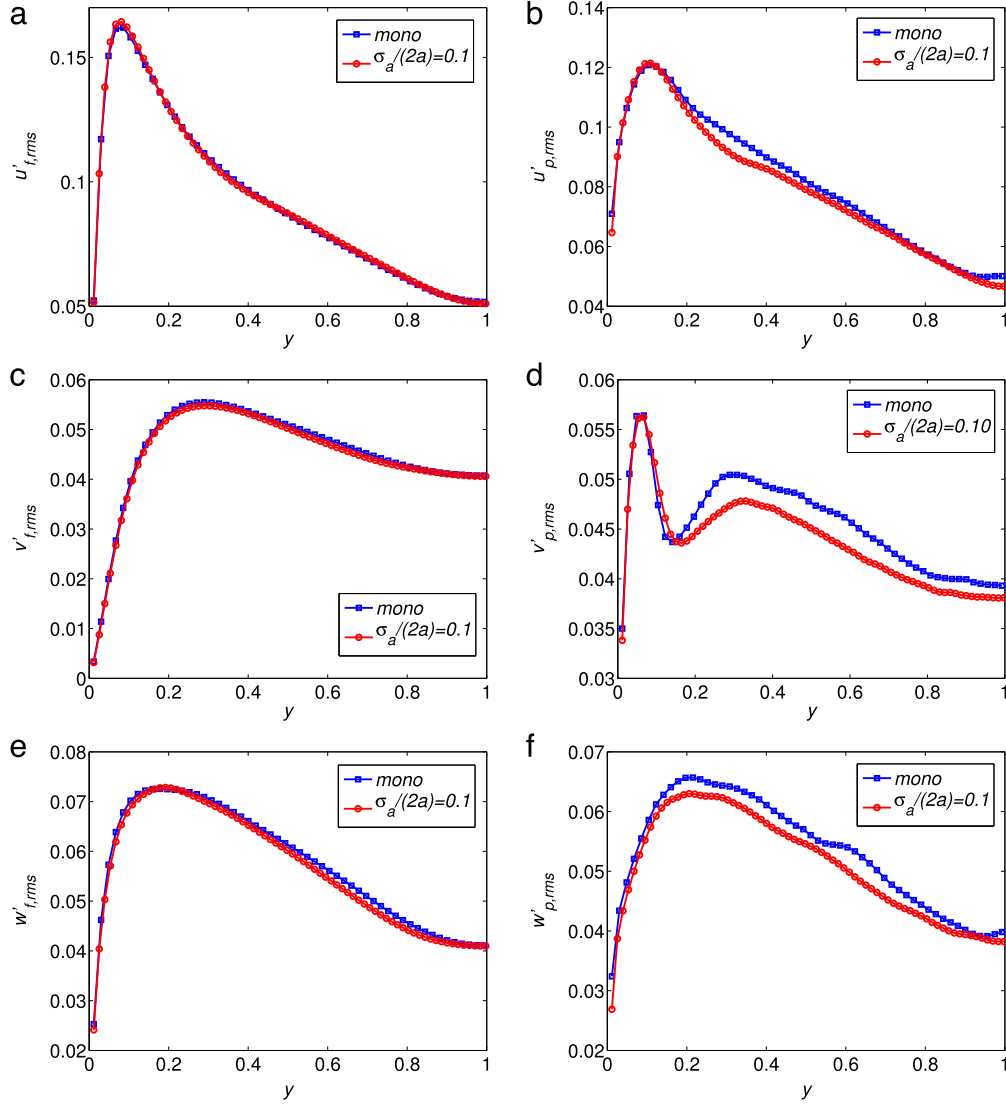 a
mono
σa/(2a)=0.1
0.15
0.1
0.05
u'f,rms
0 0.2 0.4 0.6 0.8 1
y
b
mono
σa/(2a)=0.1
0.14
0.12
0.1
0.08
0.06
0.04
u'p,rms
0 0.2 0.4 0.6 0.8 1
y
c
mono
σa/(2a)=0.1
0.06
0.05
0.04
0.03
0.02
0.01
0
v'f,rms
0 0.2 0.4 0.6 0.8 1
y
d
mono
σa/(2a)=0.10
0.06
0.055
0.05
0.045
0.04
0.035
0.03
v'p,rms
0 0.2 0.4 0.6 0.8 1
y
e
mono
σa/(2a)=0.1
0.08
0.07
0.06
0.05
0.04
0.03
0.02
w'f,rms
0 0.2 0.4 0.6 0.8 1
y
f
mono
σa/(2a)=0.1
0.07
0.06
0.05
0.04
0.03
0.02
w'p,rms
0 0.2 0.4 0.6 0.8 1
y